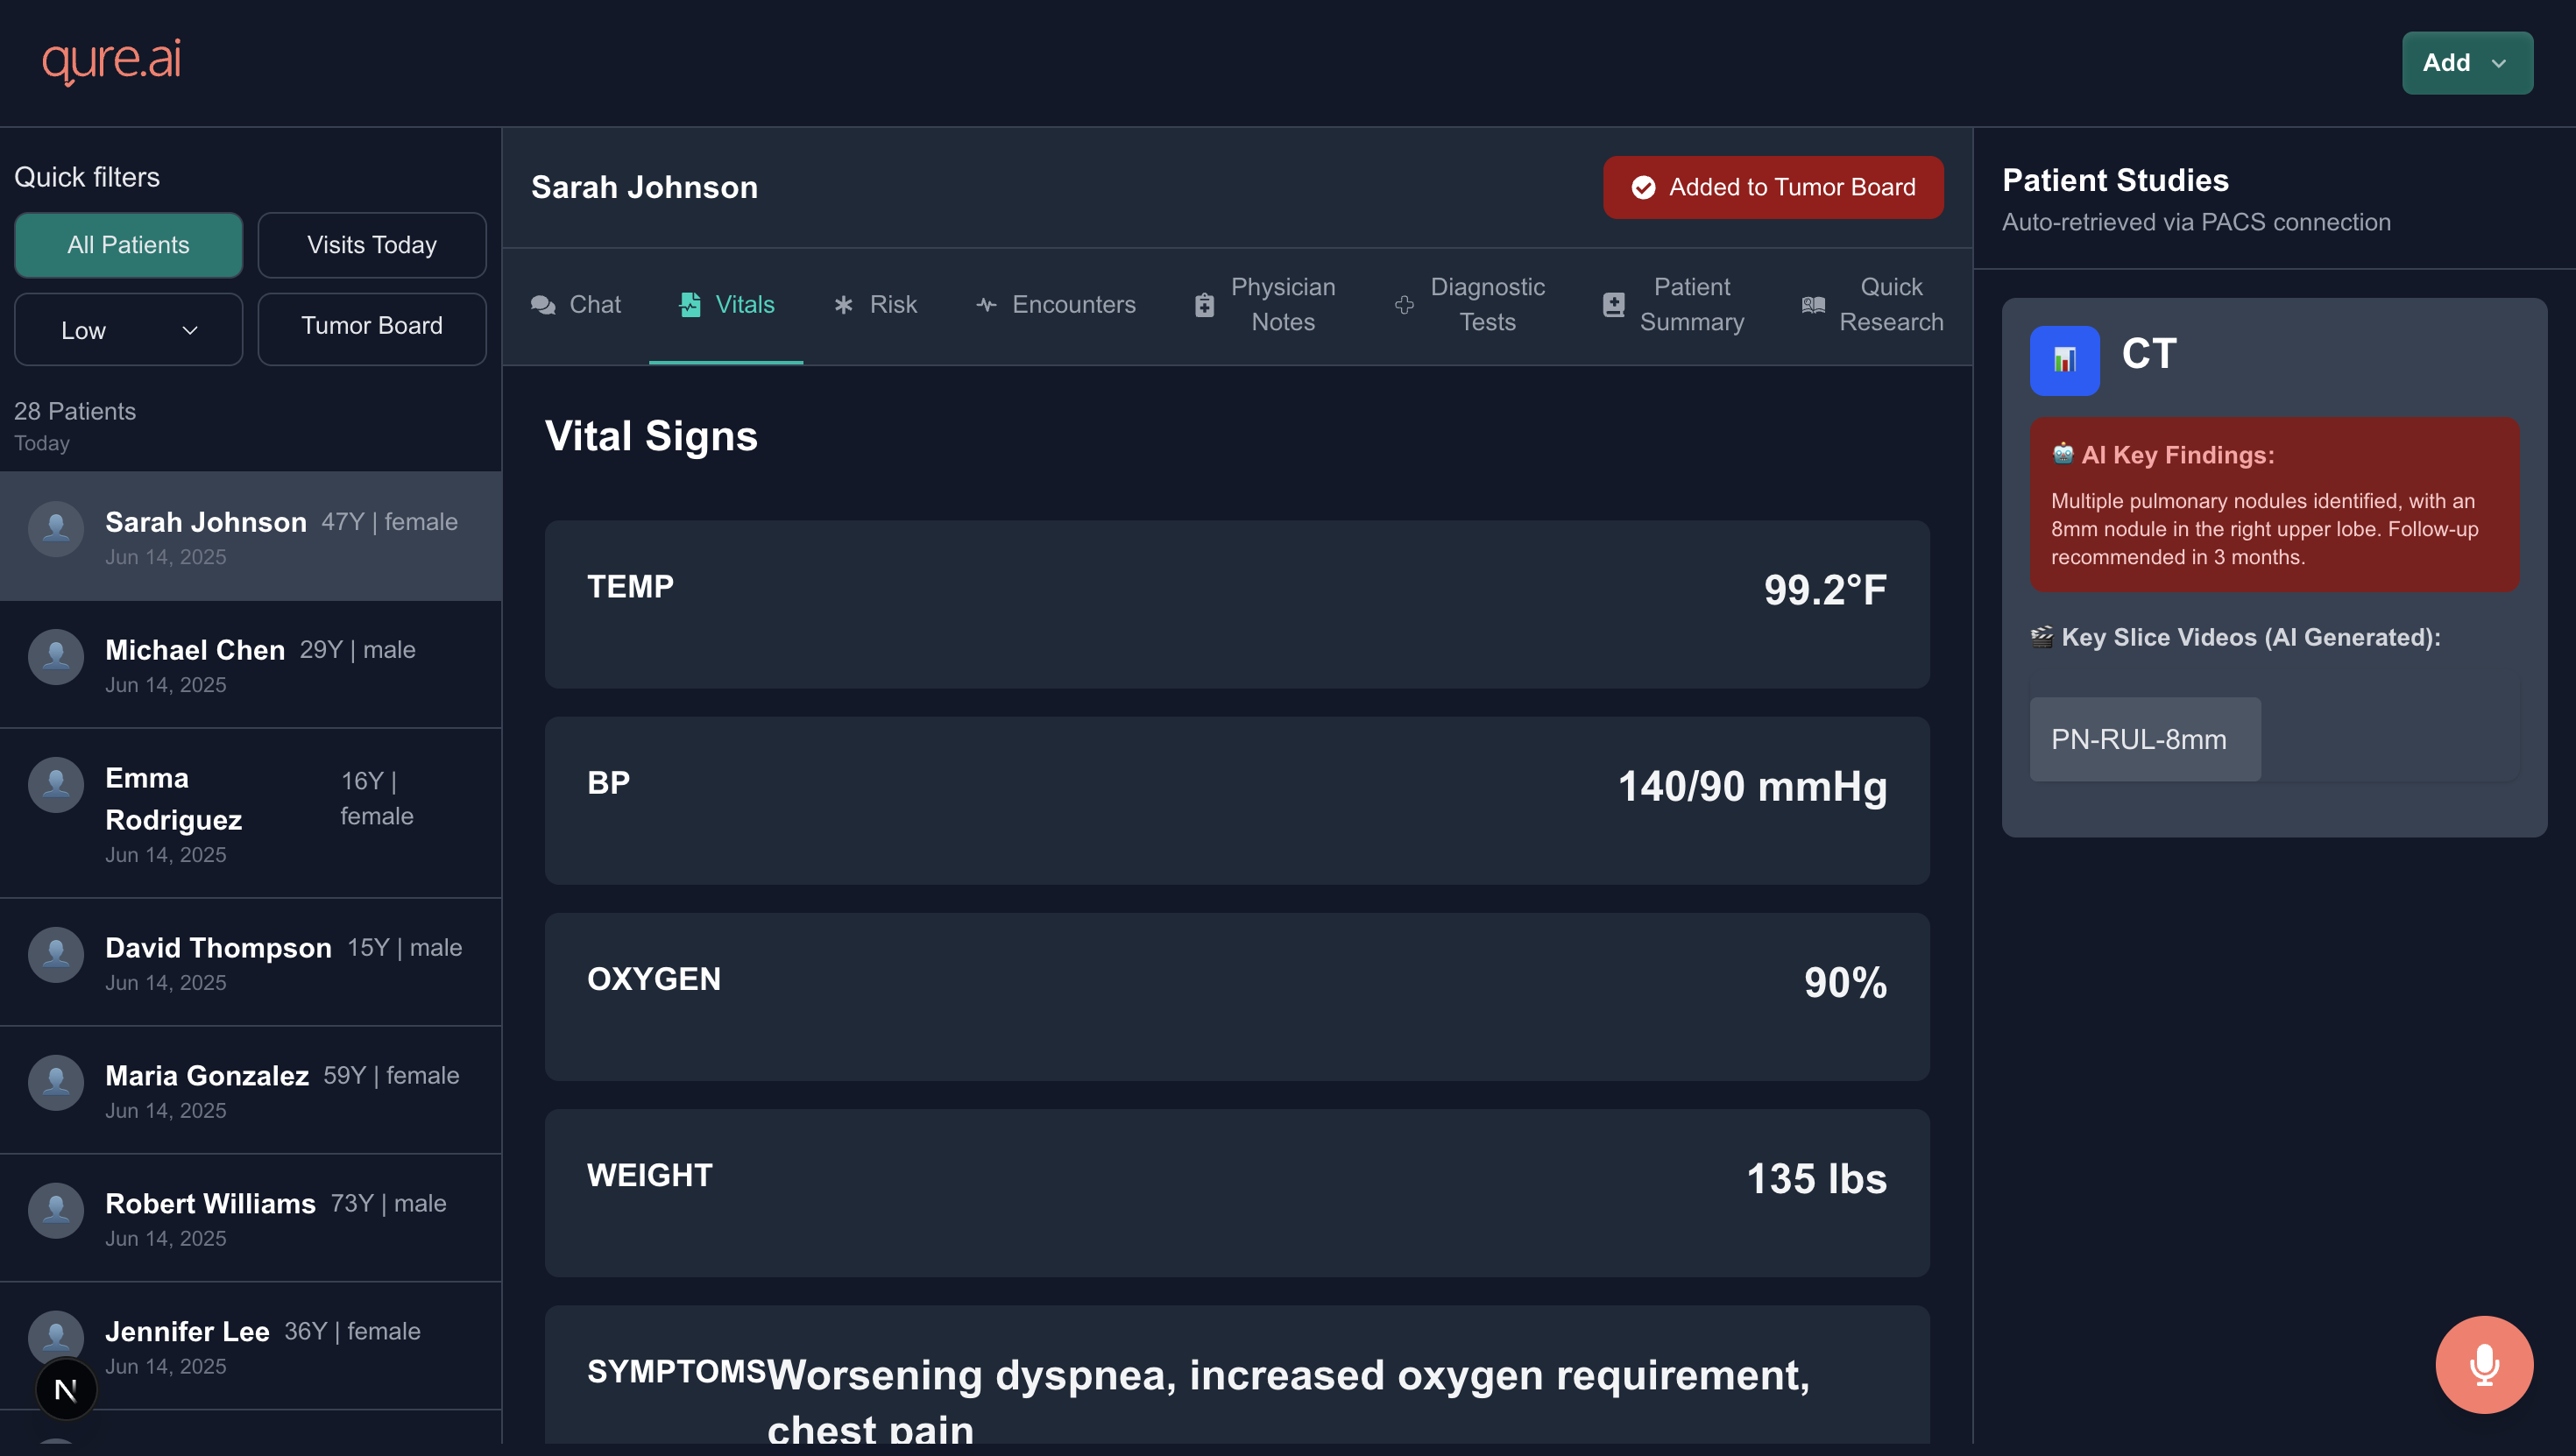 qure.ai
Add
Quick filters
All Patients
Visits Today
Low
Tumor Board
28 Patients
Today
Sarah Johnson 47Y | female
Jun 14, 2025
Michael Chen 29Y | male
Jun 14, 2025
Emma
Rodriguez
16Y |
female
Jun 14, 2025
David Thompson 15Y | male
Jun 14, 2025
Maria Gonzalez 59Y | female
Jun 14, 2025
Robert Williams 73Y | male
Jun 14, 2025
Jennifer Lee 36Y | female
Jun 14, 2025
N
Sarah Johnson
Added to Tumor Board
Chat
Vitals
Risk
Encounters
Physician
Notes
Diagnostic
Tests
Patient
Summary
Quick
Research
Vital Signs
TEMP
99.2°F
BP
140/90 mmHg
OXYGEN
90%
WEIGHT
135 lbs
SYMPTOMS
Worsening dyspnea, increased oxygen requirement,
chest pain
Patient Studies
Auto-retrieved via PACS connection
CT
AI Key Findings:
Multiple pulmonary nodules identified, with an
8mm nodule in the right upper lobe. Follow-up
recommended in 3 months.
Key Slice Videos (AI Generated):
PN-RUL-8mm